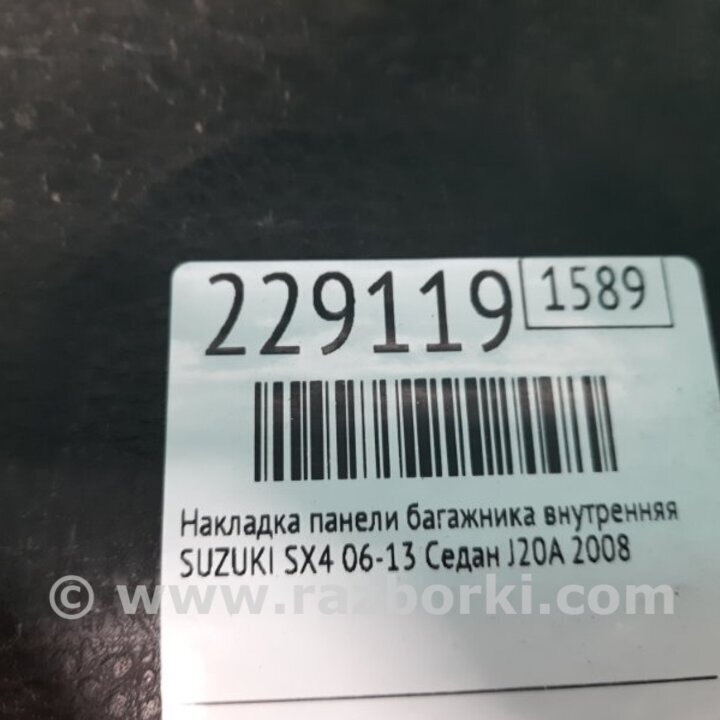 229119 1589
Накладка панели багажника внутренняя
SUZUKI SX4 06-13 Седан J20A 2008
© www.razborki.com